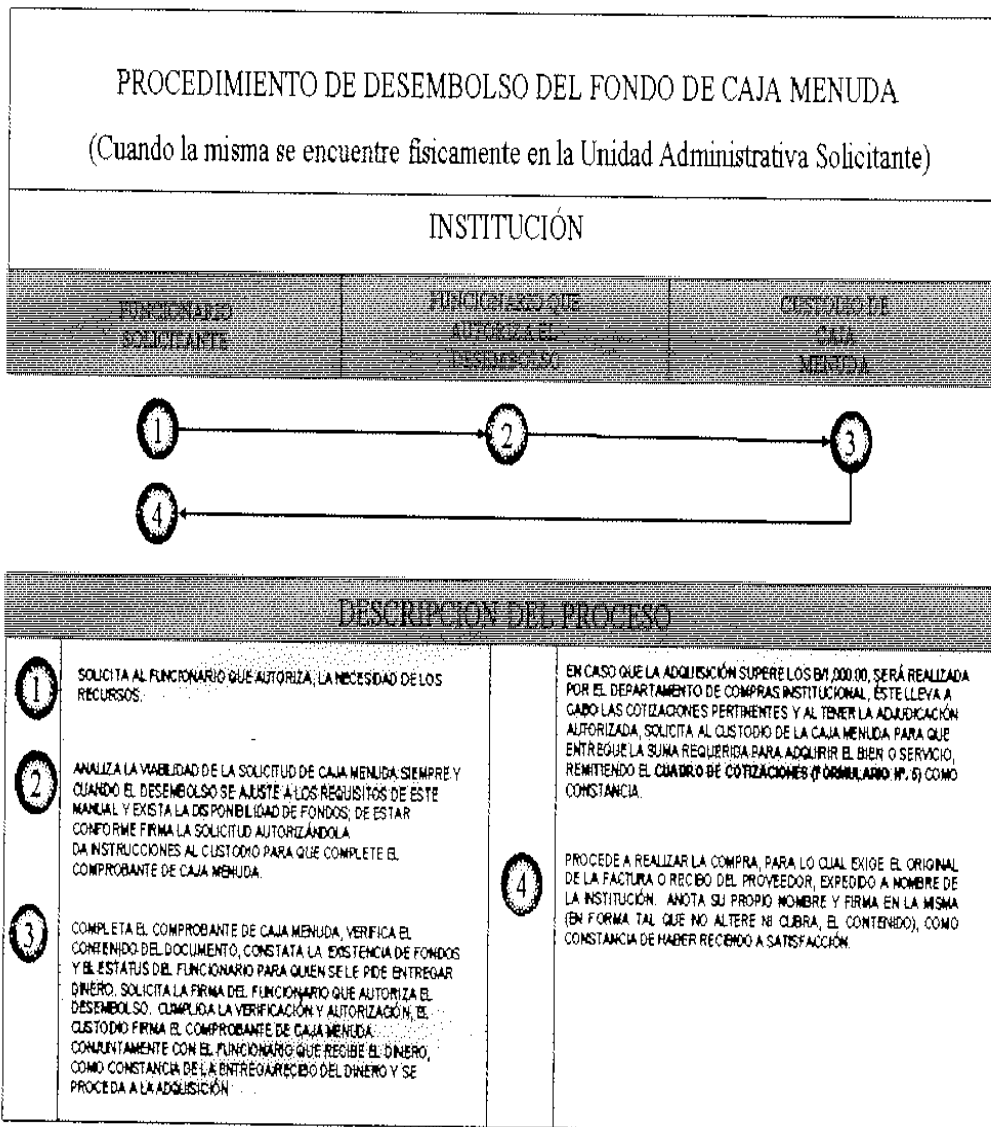 PROCEDIMIENTO DE DESEMBOLSO DEL FONDO DE CAJA MENUDA
(Cuando la misma se encuentre fisicamente en la Unidad Administrativa Solicitante)
INSTITUCIÓN
FUNCIONARIO
SOLICITANTE
FUNCIONARIO QUE
AUTORIZA EL
DESEMBOLSO
CUSTODIO DE
CAJA
MENUDA
1
2
3
4
DESCRIPCION DEL PROCESO
1
SOLICITA AL FUNCIONARIO QUE AUTORIZA, LA NECESIDAD DE LOS
RECURSOS.
2
ANALIZA LA VIABILIDAD DE LA SOLICITUD DE CAJA MENUDA SIEMPRE Y
CUANDO EL DESEMBOLSO SE AJUSTE A LOS REQUISITOS DE ESTE
MANUAL Y EXISTA LA DISPONIBILIDAD DE FONDOS; DE ESTAR
CONFORME FIRMA LA SOLICITUD AUTORIZÁNDOLA
DA INSTRUCCIONES AL CUSTODIO PARA QUE COMPLETE EL
COMPROBANTE DE CAJA MENUDA.
3
COMPLETA EL COMPROBANTE DE CAJA MENUDA, VERIFICA EL
CONTENIDO DEL DOCUMENTO, CONSTATA LA EXISTENCIA DE FONDOS
Y EL ESTATUS DEL FUNCIONARIO PARA QUIEN SE LE PIDE ENTREGAR
DINERO. SOLICITA LA FIRMA DEL FUNCIONARIO QUE AUTORIZA EL
DESEMBOLSO. CUMPLIDA LA VERIFICACIÓN Y AUTORIZACIÓN, EL
CUSTODIO FIRMA EL COMPROBANTE DE CAJA MENUDA
CONJUNTAMENTE CON EL FUNCIONARIO QUE RECIBE EL DINERO,
COMO CONSTANCIA DE LA ENTREGA/RECIBO DEL DINERO Y SE
PROCEDA A LA ADQUISICIÓN
EN CASO QUE LA ADQUISICIÓN SUPERE LOS B/1,000.00, SERÁ REALIZADA
POR EL DEPARTAMENTO DE COMPRAS INSTITUCIONAL, ÉSTE LLEVA A
CABO LAS COTIZACIONES PERTINENTES Y AL TENER LA ADJUDICACIÓN
AUTORIZADA, SOLICITA AL CUSTODIO DE LA CAJA MENUDA PARA QUE
ENTREGUE LA SUMA REQUERIDA PARA ADQUIRIR EL BIEN O SERVICIO,
REMITIENDO EL CUADRO DE COTIZACIONES (FORMULARIO Nº. 5) COMO
CONSTANCIA.
4
PROCEDE A REALIZAR LA COMPRA, PARA LO CUAL EXIGE EL ORIGINAL
DE LA FACTURA O RECIBO DEL PROVEEDOR, EXPEDIDO A NOMBRE DE
LA INSTITUCIÓN. ANOTA SU PROPIO NOMBRE Y FIRMA EN LA MISMA
(EN FORMA TAL QUE NO ALTERE NI CUBRA, EL CONTENIDO), COMO
CONSTANCIA DE HABER RECIBIDO A SATISFACCIÓN.